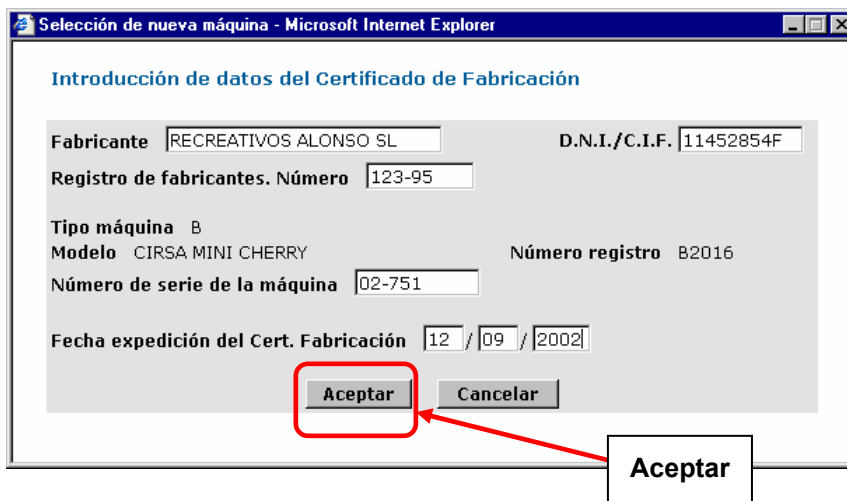 Selección de nueva máquina - Microsoft Internet Explorer
Introducción de datos del Certificado de Fabricación
Fabricante RECREATIVOS ALONSO SL D.N.I./C.I.F. 11452854F
Registro de fabricantes. Número 123-95
Tipo máquina B
Modelo CIRSA MINI CHERRY Número registro B2016
Número de serie de la máquina 02-751
Fecha expedición del Cert. Fabricación 12 / 09 / 2002
Aceptar Cancelar
Aceptar